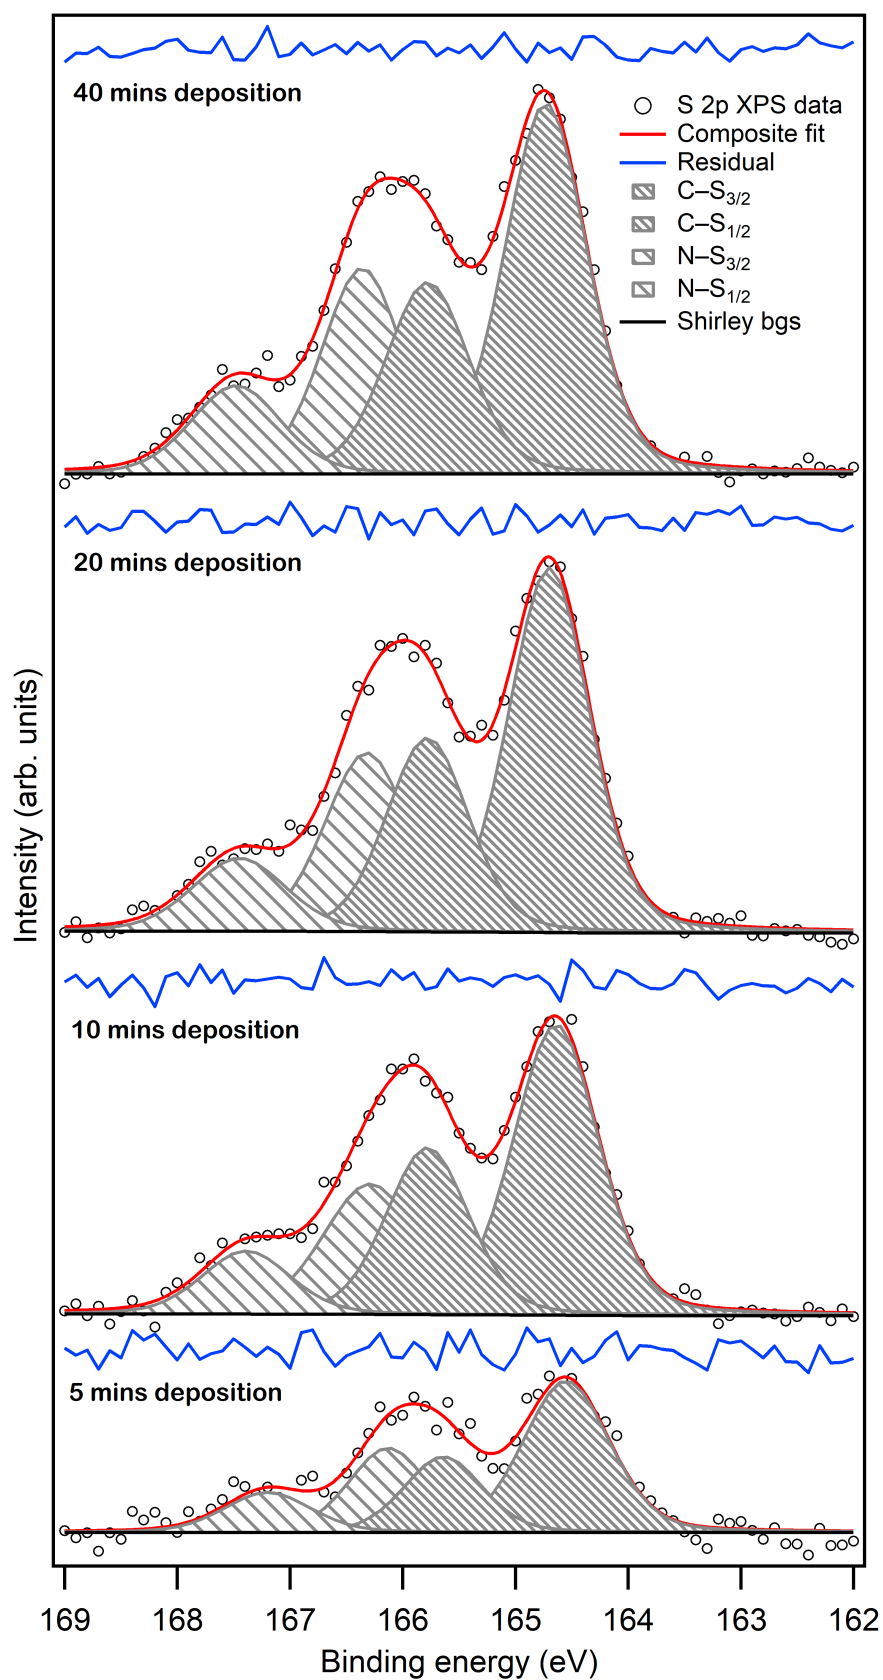 40 mins deposition
S 2p XPS data
Composite fit
Residual
C–S3/2
C–S1/2
N–S3/2
N–S1/2
Shirley bgs
20 mins deposition
Intensity (arb. units)
10 mins deposition
5 mins deposition
169 168 167 166 165 164 163 162
Binding energy (eV)